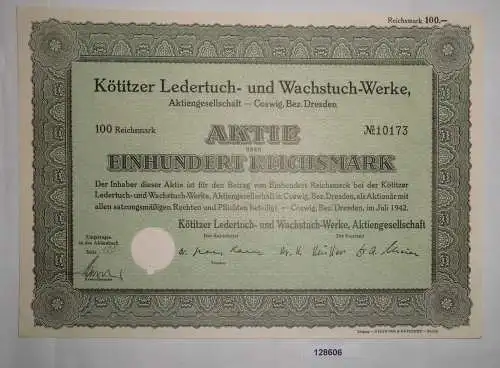 Reichsmark 100.—
Kötitzer Ledertuch- und Wachstuch-Werke,
Aktiengesellschaft — Coswig, Bez. Dresden.
100 Reichsmark
AKTIE
№10173
ÜBER
EINHUNDERT REICHSMARK
Der Inhaber dieser Aktie ist für den Betrag von Einhundert Reichsmark bei der Kötitzer
Ledertuch- und Wachstuch-Werke, Aktiengesellschaft in Coswig, Bez. Dresden, als Aktionär mit
allen satzungsmäßigen Rechten und Pflichten beteiligt. — Coswig, Bez. Dresden, im Juli 1942.
Kötitzer Ledertuch- und Wachstuch-Werke, Aktiengesellschaft
Eingetragen
in das Aktienbuch
Seite
Der Aufsichtsrat
Der Vorstand
128606